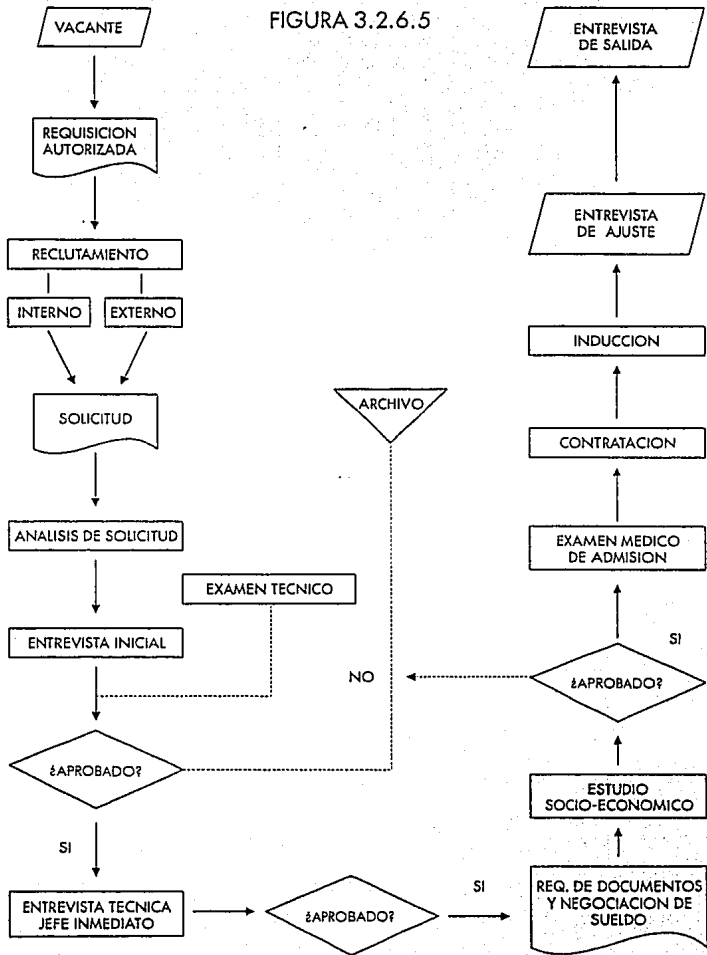 FIGURA 3.2.6.5
VACANTE
REQUISICION
AUTORIZADA
RECLUTAMIENTO
INTERNO
EXTERNO
SOLICITUD
ANALISIS DE SOLICITUD
EXAMEN TECNICO
ENTREVISTA INICIAL
¿APROBADO?
SI
ENTREVISTA TECNICA
JEFE INMEDIATO
¿APROBADO?
SI
REQ. DE DOCUMENTOS
Y NEGOCIACION DE
SUELDO
ESTUDIO
SOCIO-ECONOMICO
¿APROBADO?
NO
ARCHIVO
SI
EXAMEN MEDICO
DE ADMISION
CONTRATACION
INDUCCION
ENTREVISTA
DE AJUSTE
ENTREVISTA
DE SALIDA